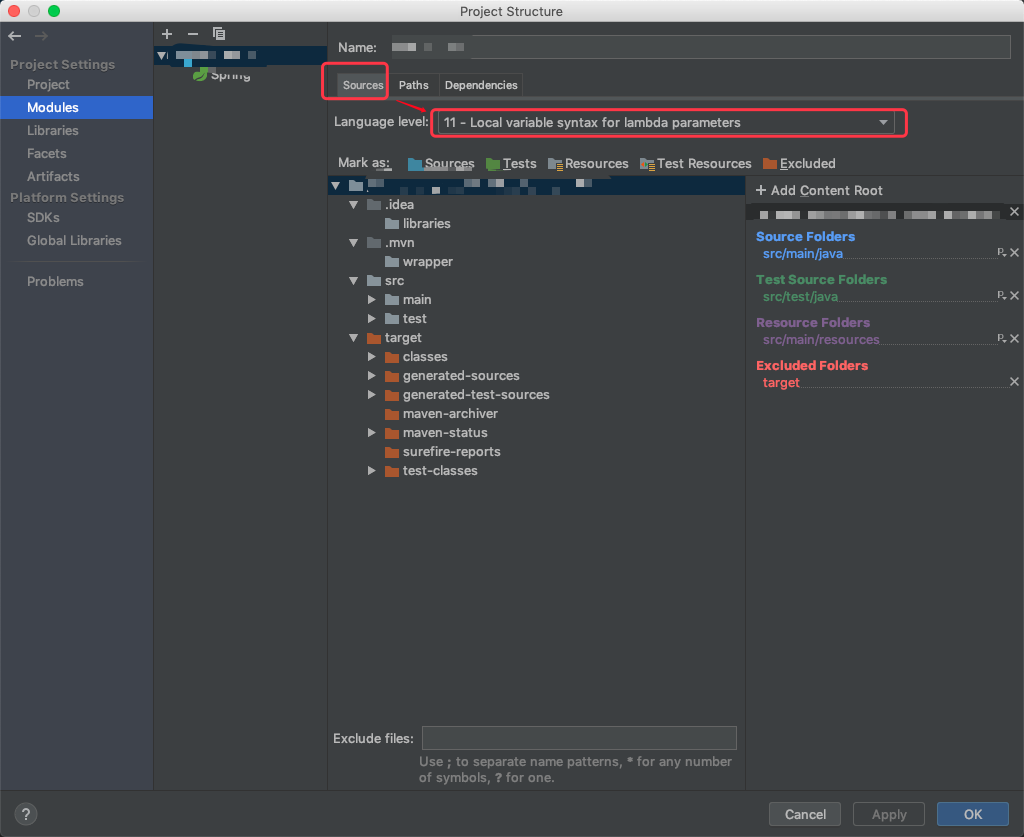 Project Structure
Project Settings
Project
Modules
Libraries
Facets
Artifacts
Platform Settings
SDKs
Global Libraries
Problems
Spring
Name:
Sources Paths Dependencies
Language level: 11 - Local variable syntax for lambda parameters
Mark as: Sources Tests Resources Test Resources Excluded
.idea
libraries
.mvn
wrapper
src
main
test
target
classes
generated-sources
generated-test-sources
maven-archiver
maven-status
surefire-reports
test-classes
+ Add Content Root
Source Folders
src/main/java
Test Source Folders
src/test/java
Resource Folders
src/main/resources
Excluded Folders
target
Exclude files:
Use ; to separate name patterns, * for any number
of symbols, ? for one.
? Cancel Apply OK